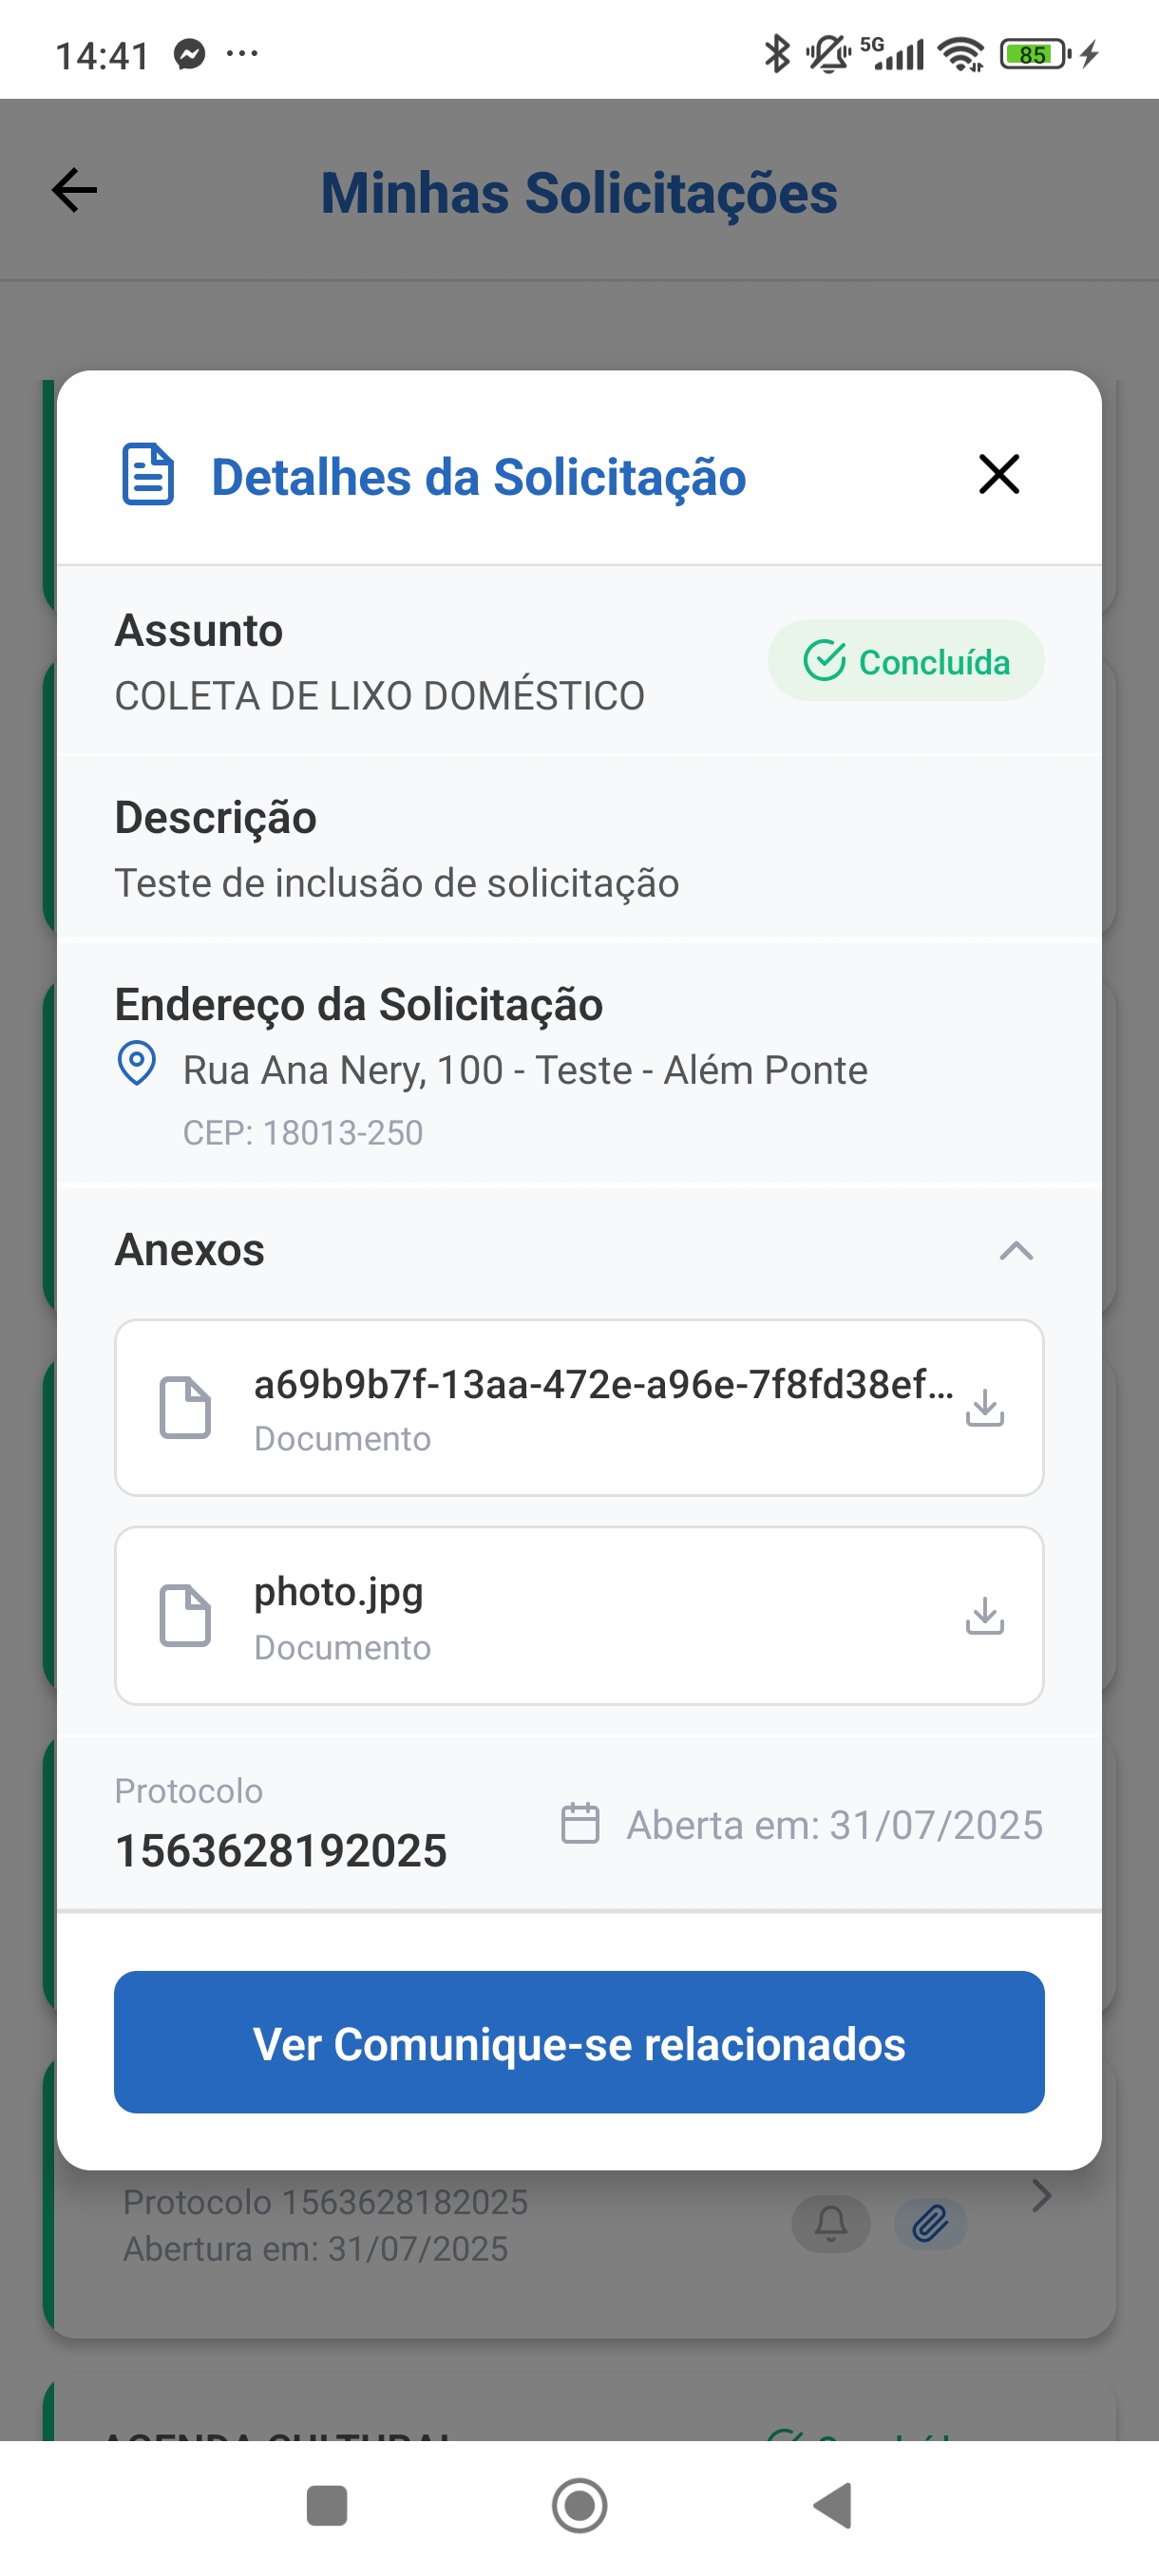 14:41
5G
85
Minhas Solicitações
Detalhes da Solicitação
Assunto
COLETA DE LIXO DOMÉSTICO
Concluída
Descrição
Teste de inclusão de solicitação
Endereço da Solicitação
Rua Ana Nery, 100 - Teste - Além Ponte
CEP: 18013-250
Anexos
a69b9b7f-13aa-472e-a96e-7f8fd38ef...
Documento
photo.jpg
Documento
Protocolo
1563628192025
Aberta em: 31/07/2025
Ver Comunique-se relacionados
Protocolo 1563628182025
Abertura em: 31/07/2025
AGENDA CULTURAL